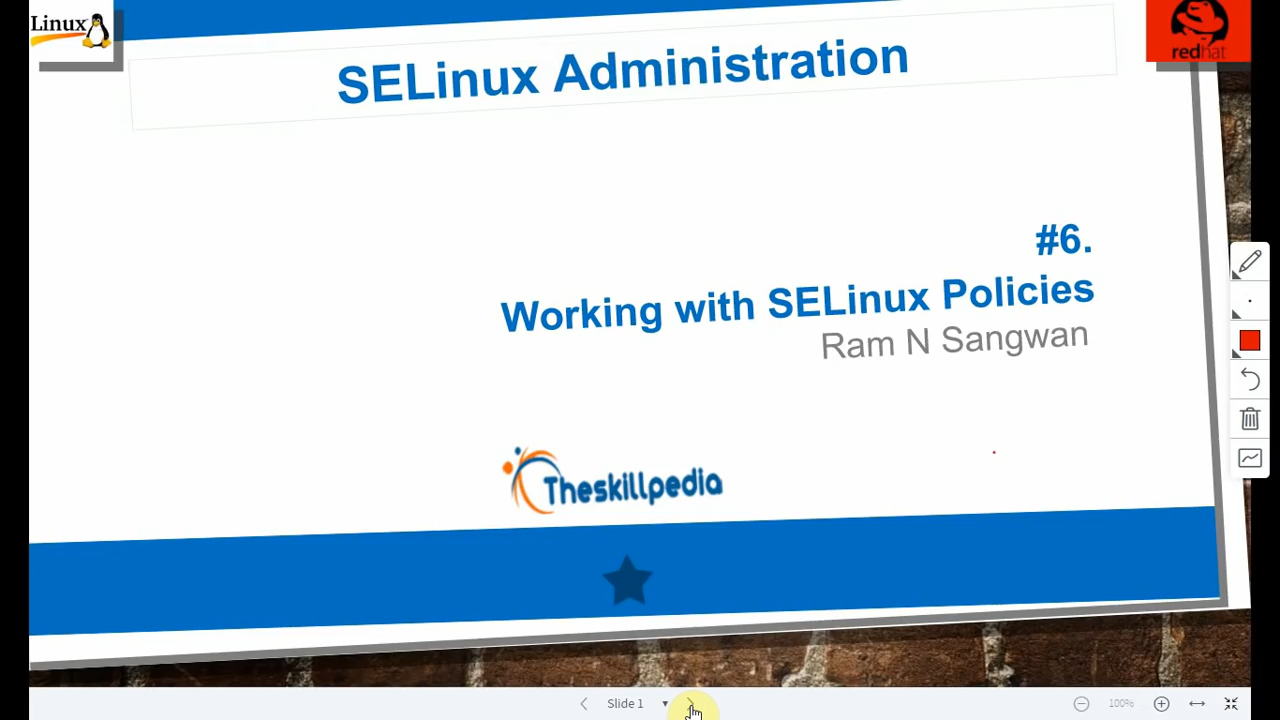 Linux
redhat
SELinux Administration
#6.
Working with SELinux Policies
Ram N Sangwan
Theskillpedia
Slide 1
100%